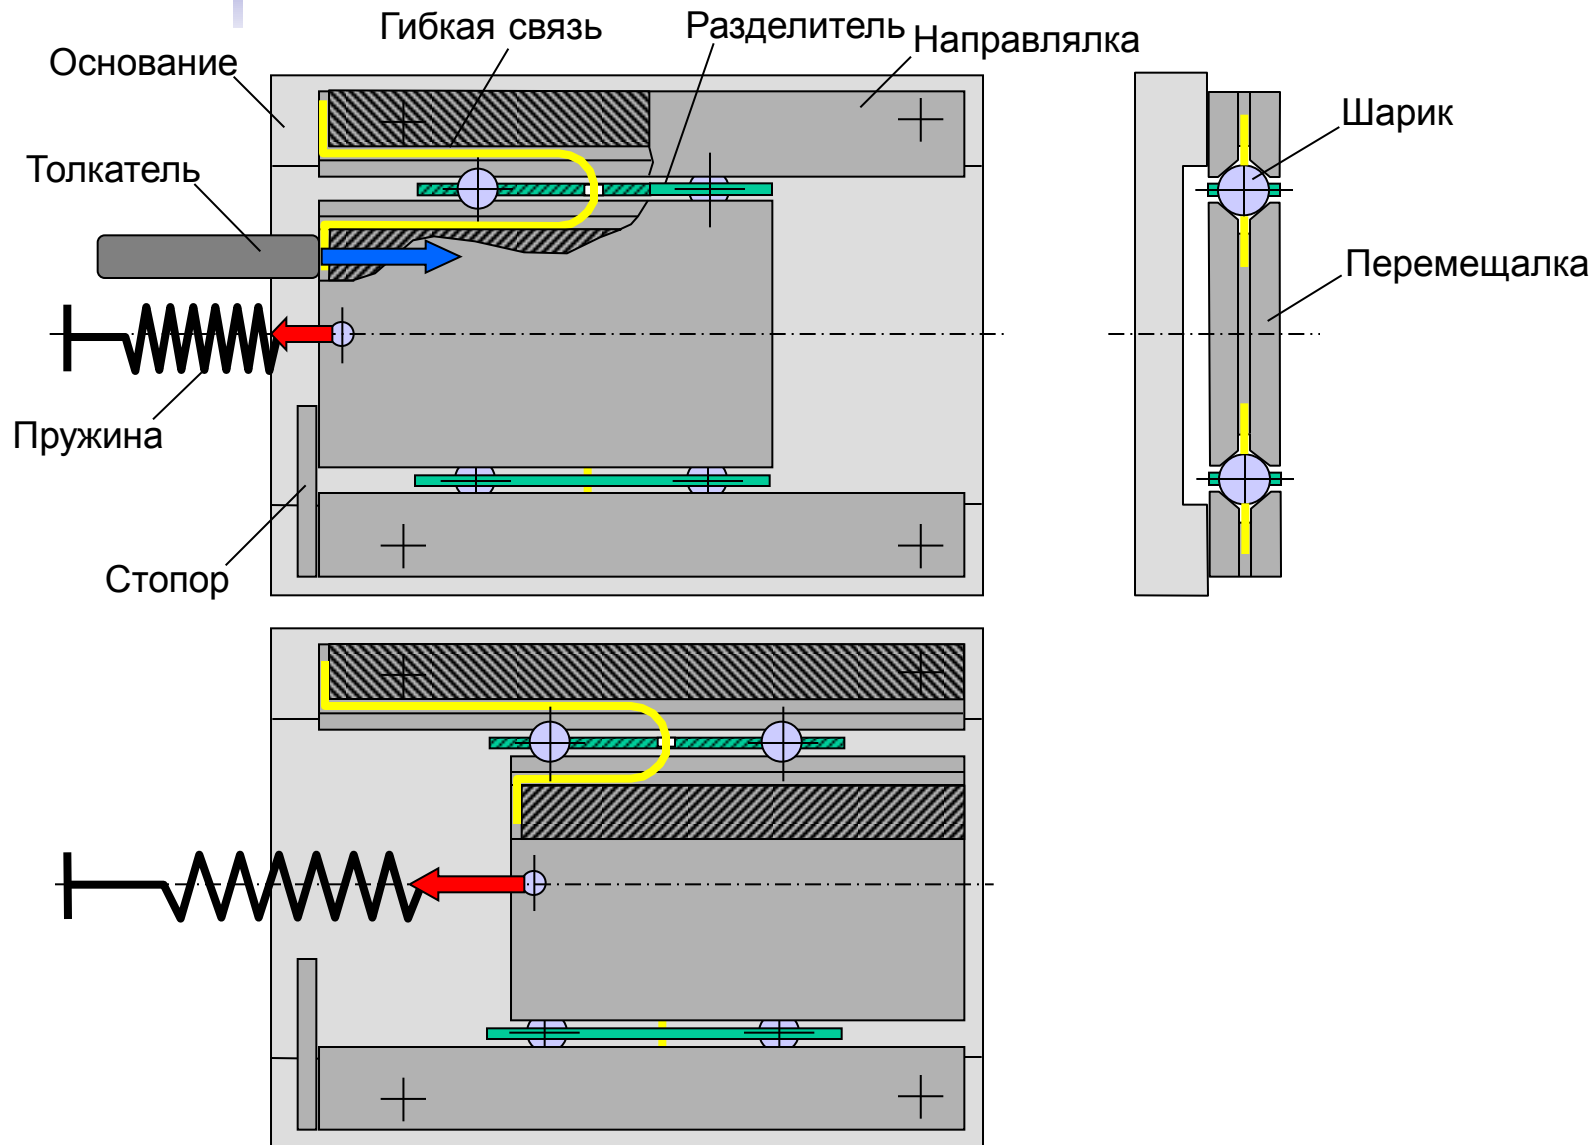 Гибкая связь
Разделитель
Направлялка
Основание
Шарик
Толкатель
Перемещалка
Пружина
Стопор